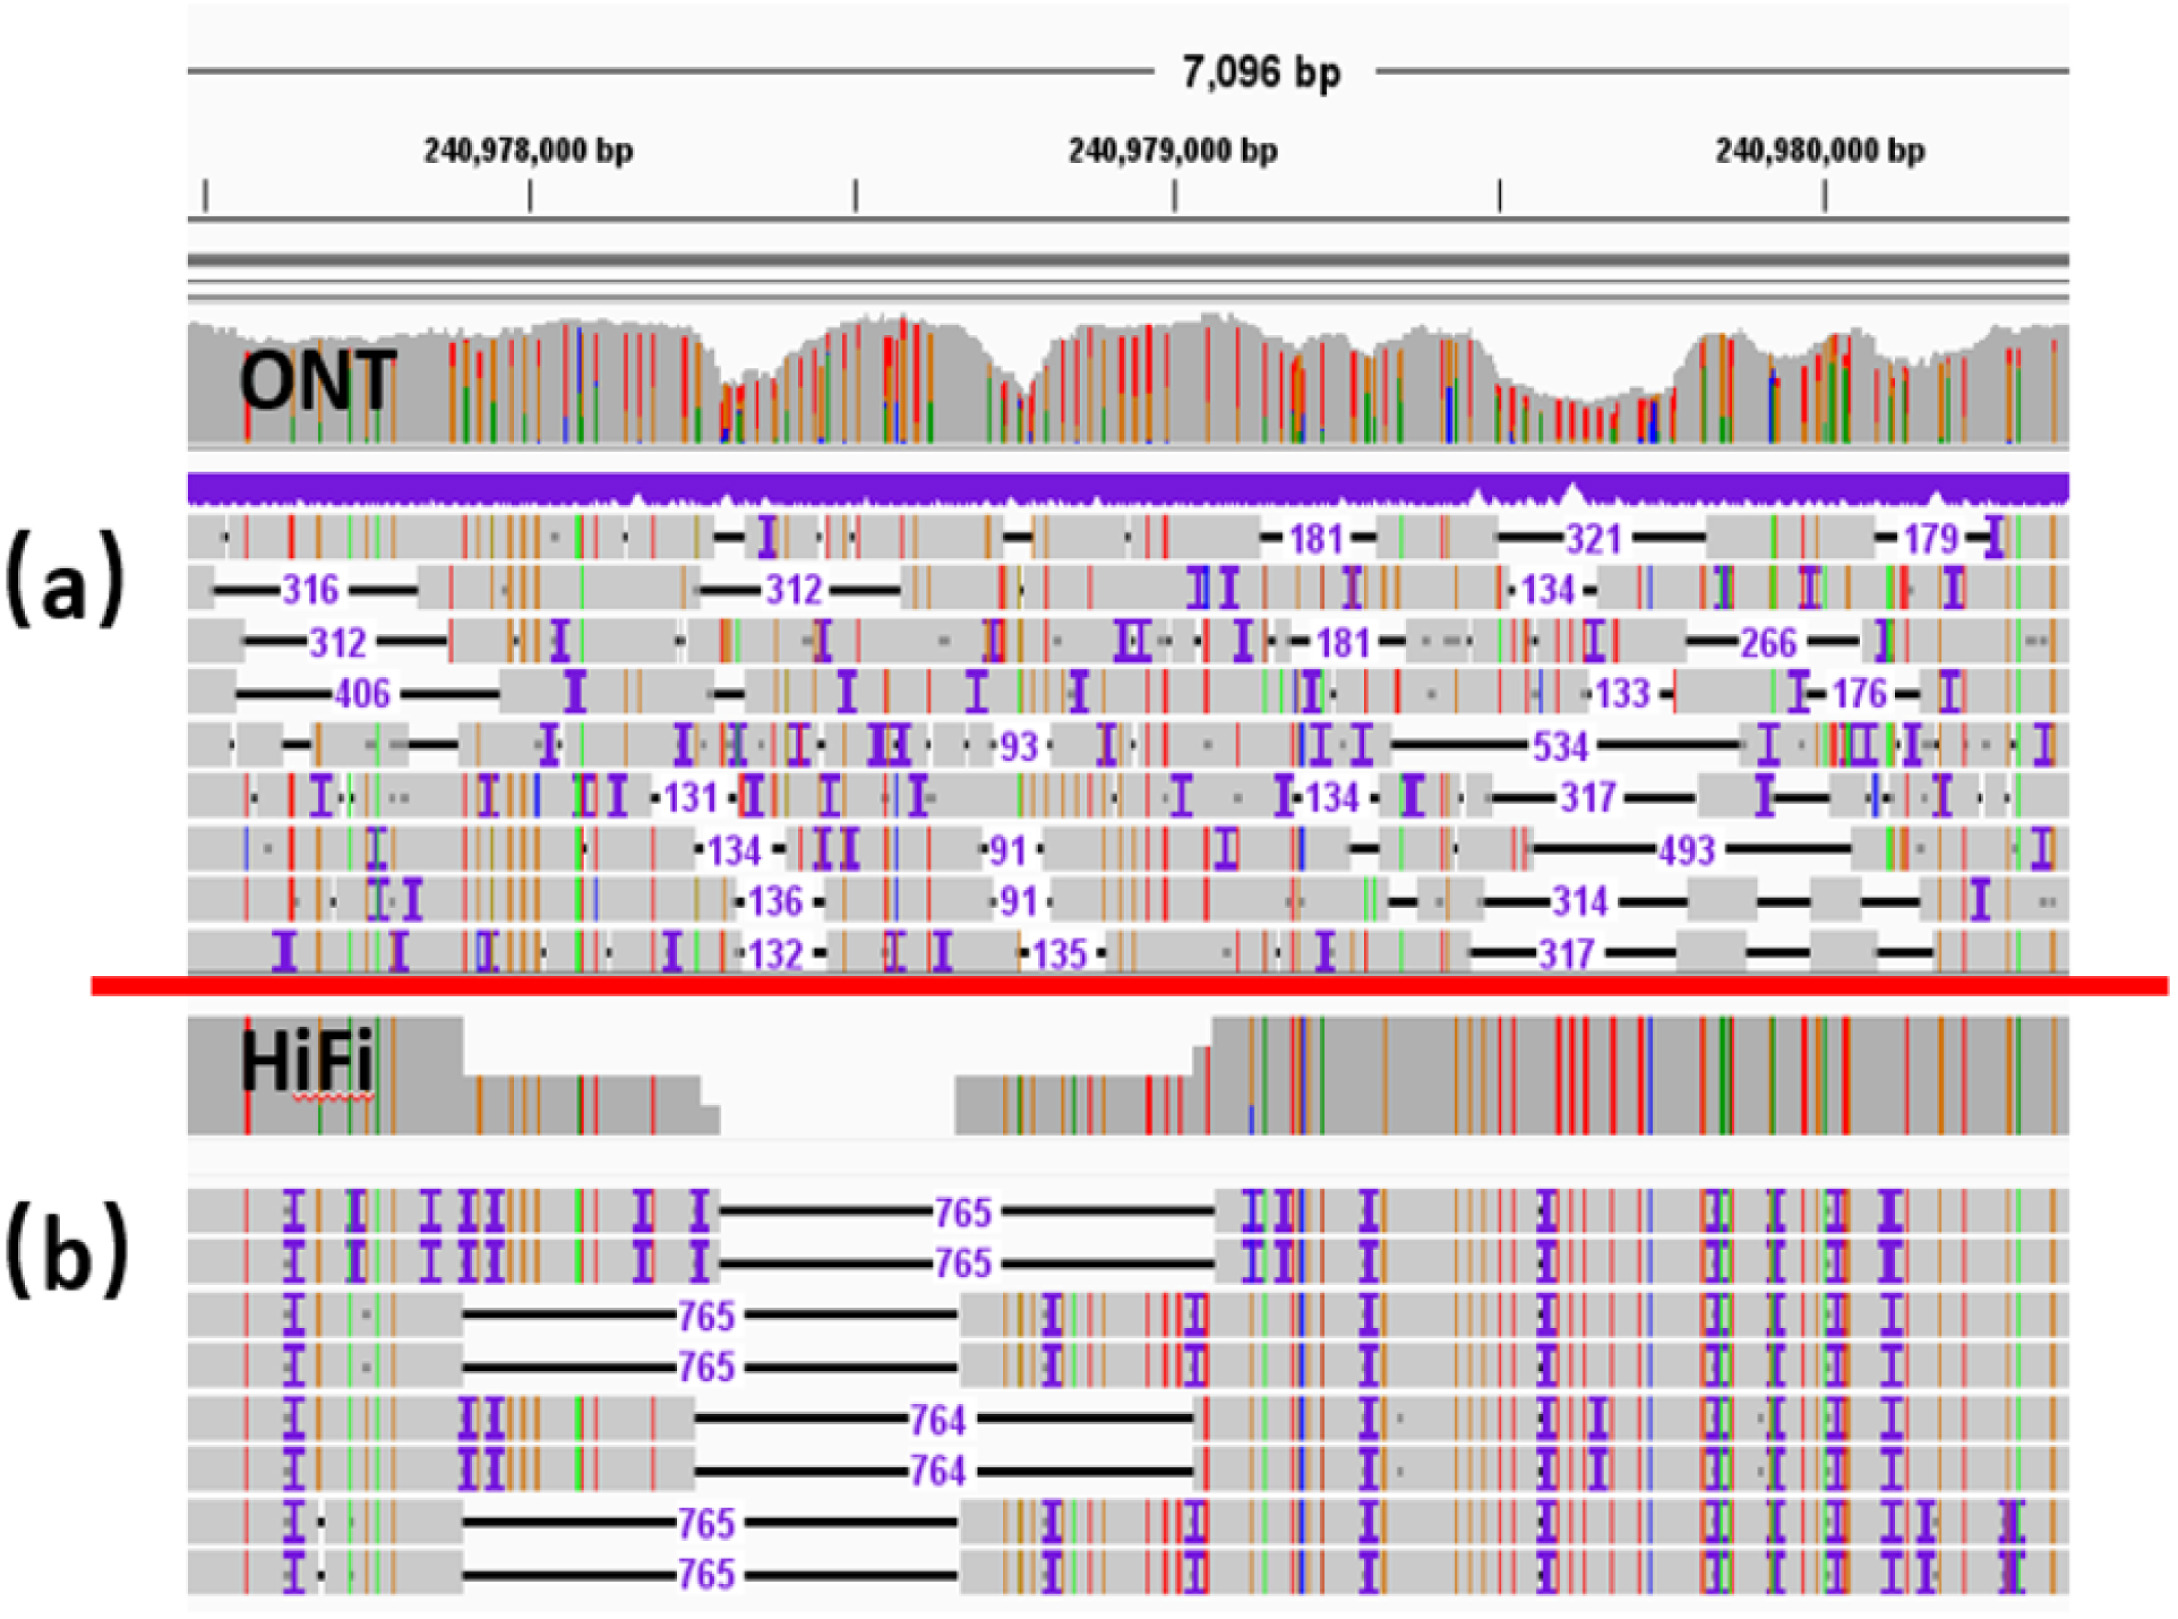 7,096 bp
240,978,000 bp 240,979,000 bp 240,980,000 bp
ONT
(a)
181 321 179
316 312 134
312 181 266
406 133 176
93 534
131 134 317
134 91 493
136 91 314
132 135 317
HiFi
(b)
765
765
765
765
764
764
765
765